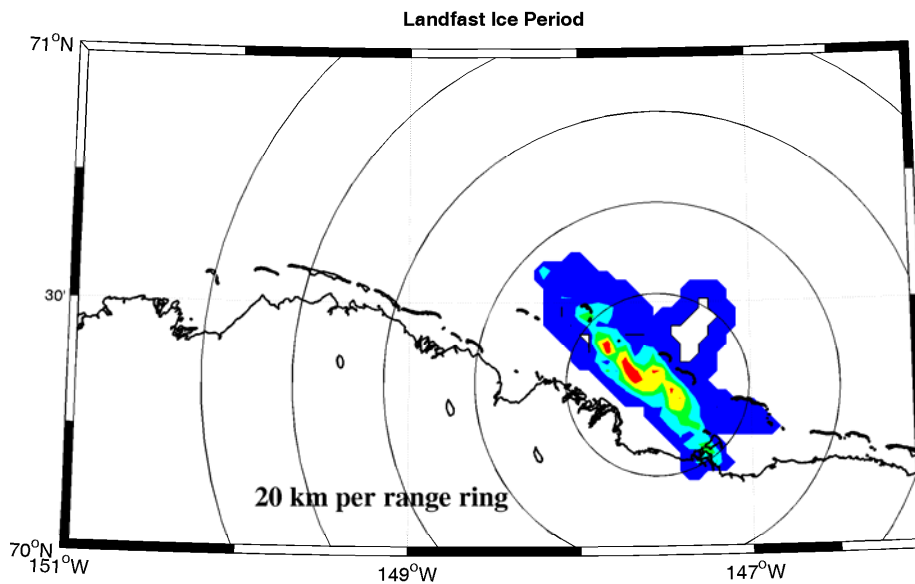 Landfast Ice Period
71°N
30'
20 km per range ring
70°N
151°W
149°W
147°W